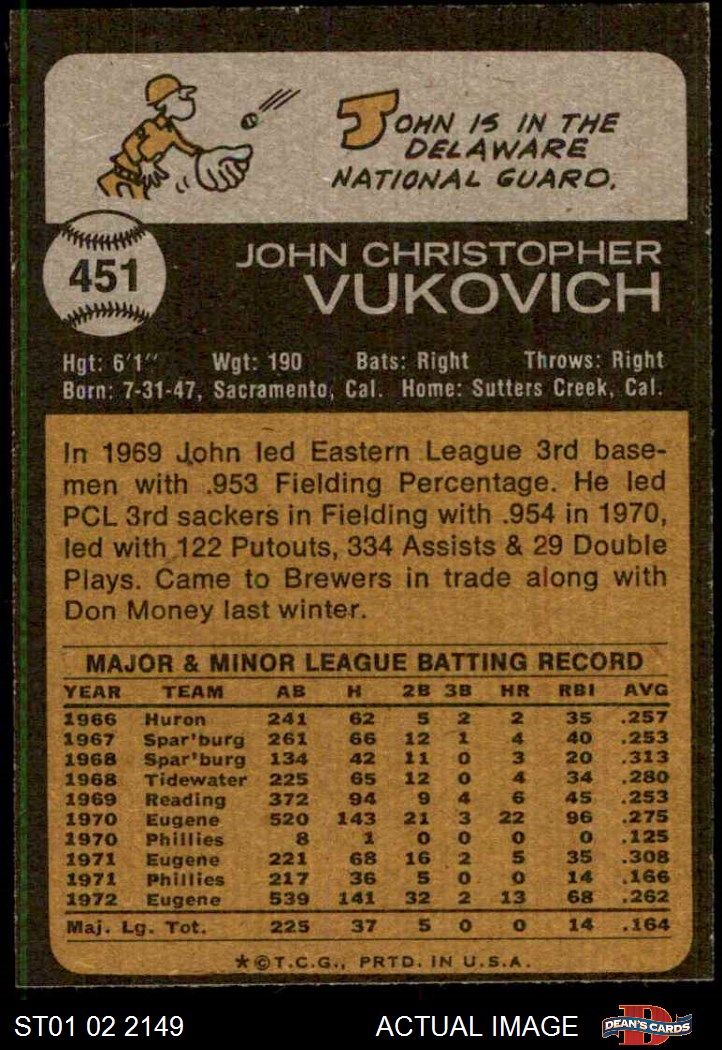 JOHN IS IN THE
DELAWARE
NATIONAL GUARD.
451
JOHN CHRISTOPHER
VUKOVICH
Hgt: 6'1" Wgt: 190 Bats: Right Throws: Right
Born: 7-31-47, Sacramento, Cal. Home: Sutters Creek, Cal.
In 1969 John led Eastern League 3rd base-
men with .953 Fielding Percentage. He led
PCL 3rd sackers in Fielding with .954 in 1970,
led with 122 Putouts, 334 Assists & 29 Double
Plays. Came to Brewers in trade along with
Don Money last winter.
MAJOR & MINOR LEAGUE BATTING RECORD
YEAR TEAM AB H 2B 3B HR RBI AVG
1966 Huron 241 62 5 2 2 35 .257
1967 Spar'burg 261 66 12 1 4 40 .253
1968 Spar'burg 134 42 11 0 3 20 .313
1968 Tidewater 225 65 12 0 4 34 .280
1969 Reading 372 94 9 4 6 45 .253
1970 Eugene 520 143 21 3 22 96 .275
1970 Phillies 8 1 0 0 0 0 .125
1971 Eugene 221 68 16 2 5 35 .308
1971 Phillies 217 36 5 0 0 14 .166
1972 Eugene 539 141 32 2 13 68 .262
Maj. Lg. Tot. 225 37 5 0 0 14 .164
*©T.C.G., PRTD. IN U.S.A.
ST01 02 2149 ACTUAL IMAGE D DEAN'S CARDS